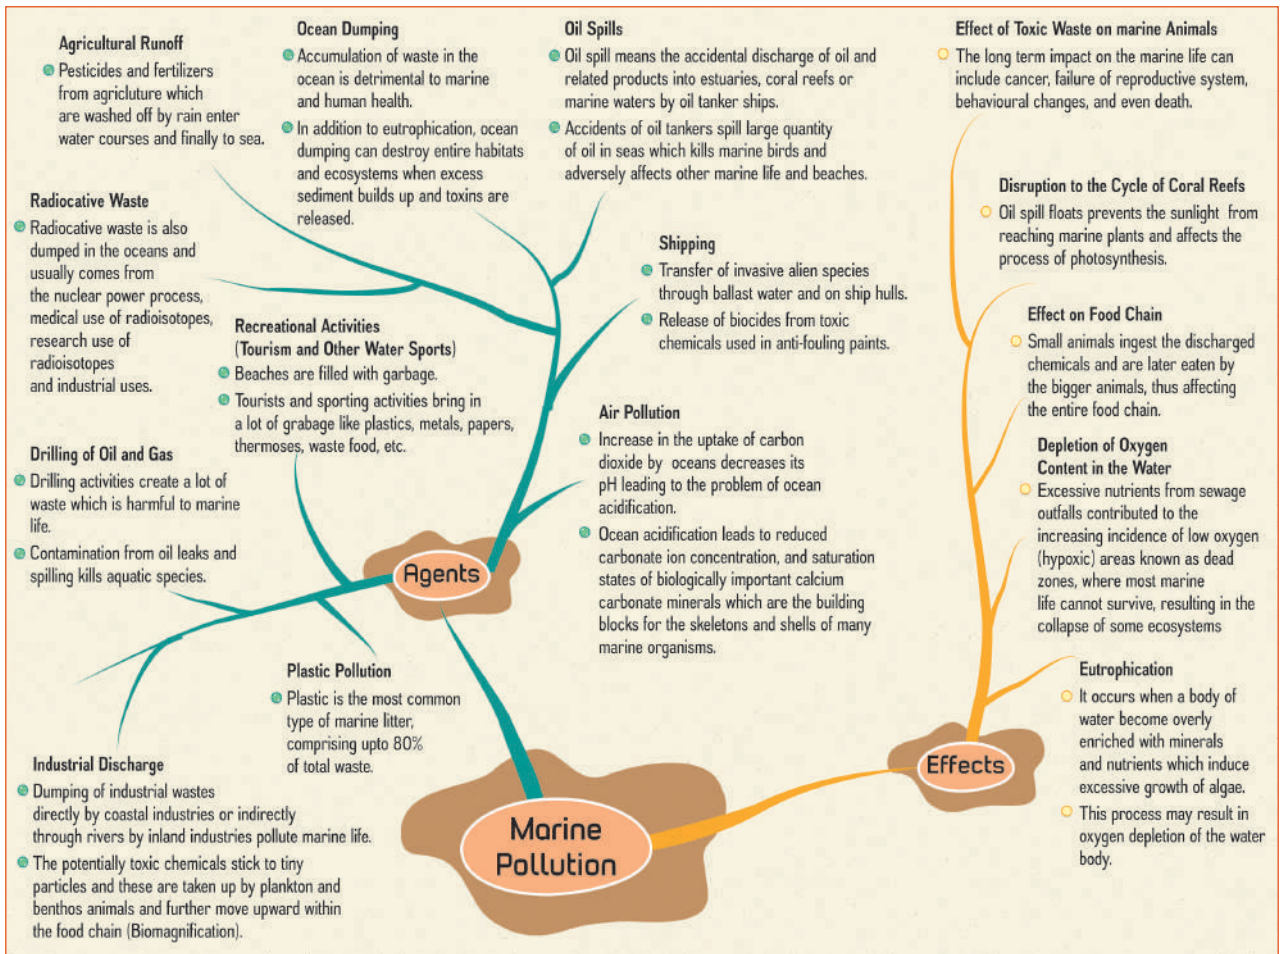 Agricultural Runoff
Pesticides and fertilizers
from agricluture which
are washed off by rain enter
water courses and finally to sea.
Ocean Dumping
Accumulation of waste in the
ocean is detrimental to marine
and human health.
In addition to eutrophication, ocean
dumping can destroy entire habitats
and ecosystems when excess
sediment builds up and toxins are
released.
Oil Spills
Oil spill means the accidental discharge of oil and
related products into estuaries, coral reefs or
marine waters by oil tanker ships.
Accidents of oil tankers spill large quantity
of oil in seas which kills marine birds and
adversely affects other marine life and beaches.
Effect of Toxic Waste on marine Animals
The long term impact on the marine life can
include cancer, failure of reproductive system,
behavioural changes, and even death.
Radiocative Waste
Radiocative waste is also
dumped in the oceans and
usually comes from
the nuclear power process,
medical use of radioisotopes,
research use of
radioisotopes
and industrial uses.
Disruption to the Cycle of Coral Reefs
Oil spill floats prevents the sunlight from
reaching marine plants and affects the
process of photosynthesis.
Shipping
Transfer of invasive alien species
through ballast water and on ship hulls.
Release of biocides from toxic
chemicals used in anti-fouling paints.
Recreational Activities
(Tourism and Other Water Sports)
Beaches are filled with garbage.
Tourists and sporting activities bring in
a lot of grabage like plastics, metals, papers,
thermoses, waste food, etc.
Effect on Food Chain
Small animals ingest the discharged
chemicals and are later eaten by
the bigger animals, thus affecting
the entire food chain.
Air Pollution
Increase in the uptake of carbon
dioxide by oceans decreases its
pH leading to the problem of ocean
acidification.
Ocean acidification leads to reduced
carbonate ion concentration, and saturation
states of biologically important calcium
carbonate minerals which are the building
blocks for the skeletons and shells of many
marine organisms.
Drilling of Oil and Gas
Drilling activities create a lot of
waste which is harmful to marine
life.
Contamination from oil leaks and
spilling kills aquatic species.
Depletion of Oxygen
Content in the Water
Excessive nutrients from sewage
outfalls contributed to the
increasing incidence of low oxygen
(hypoxic) areas known as dead
zones, where most marine
life cannot survive, resulting in the
collapse of some ecosystems
Agents
Plastic Pollution
Plastic is the most common
type of marine litter,
comprising upto 80%
of total waste.
Eutrophication
It occurs when a body of
water become overly
enriched with minerals
and nutrients which induce
excessive growth of algae.
This process may result in
oxygen depletion of the water
body.
Effects
Industrial Discharge
Dumping of industrial wastes
directly by coastal industries or indirectly
through rivers by inland industries pollute marine life.
The potentially toxic chemicals stick to tiny
particles and these are taken up by plankton and
benthos animals and further move upward within
the food chain (Biomagnification).
Marine
Pollution